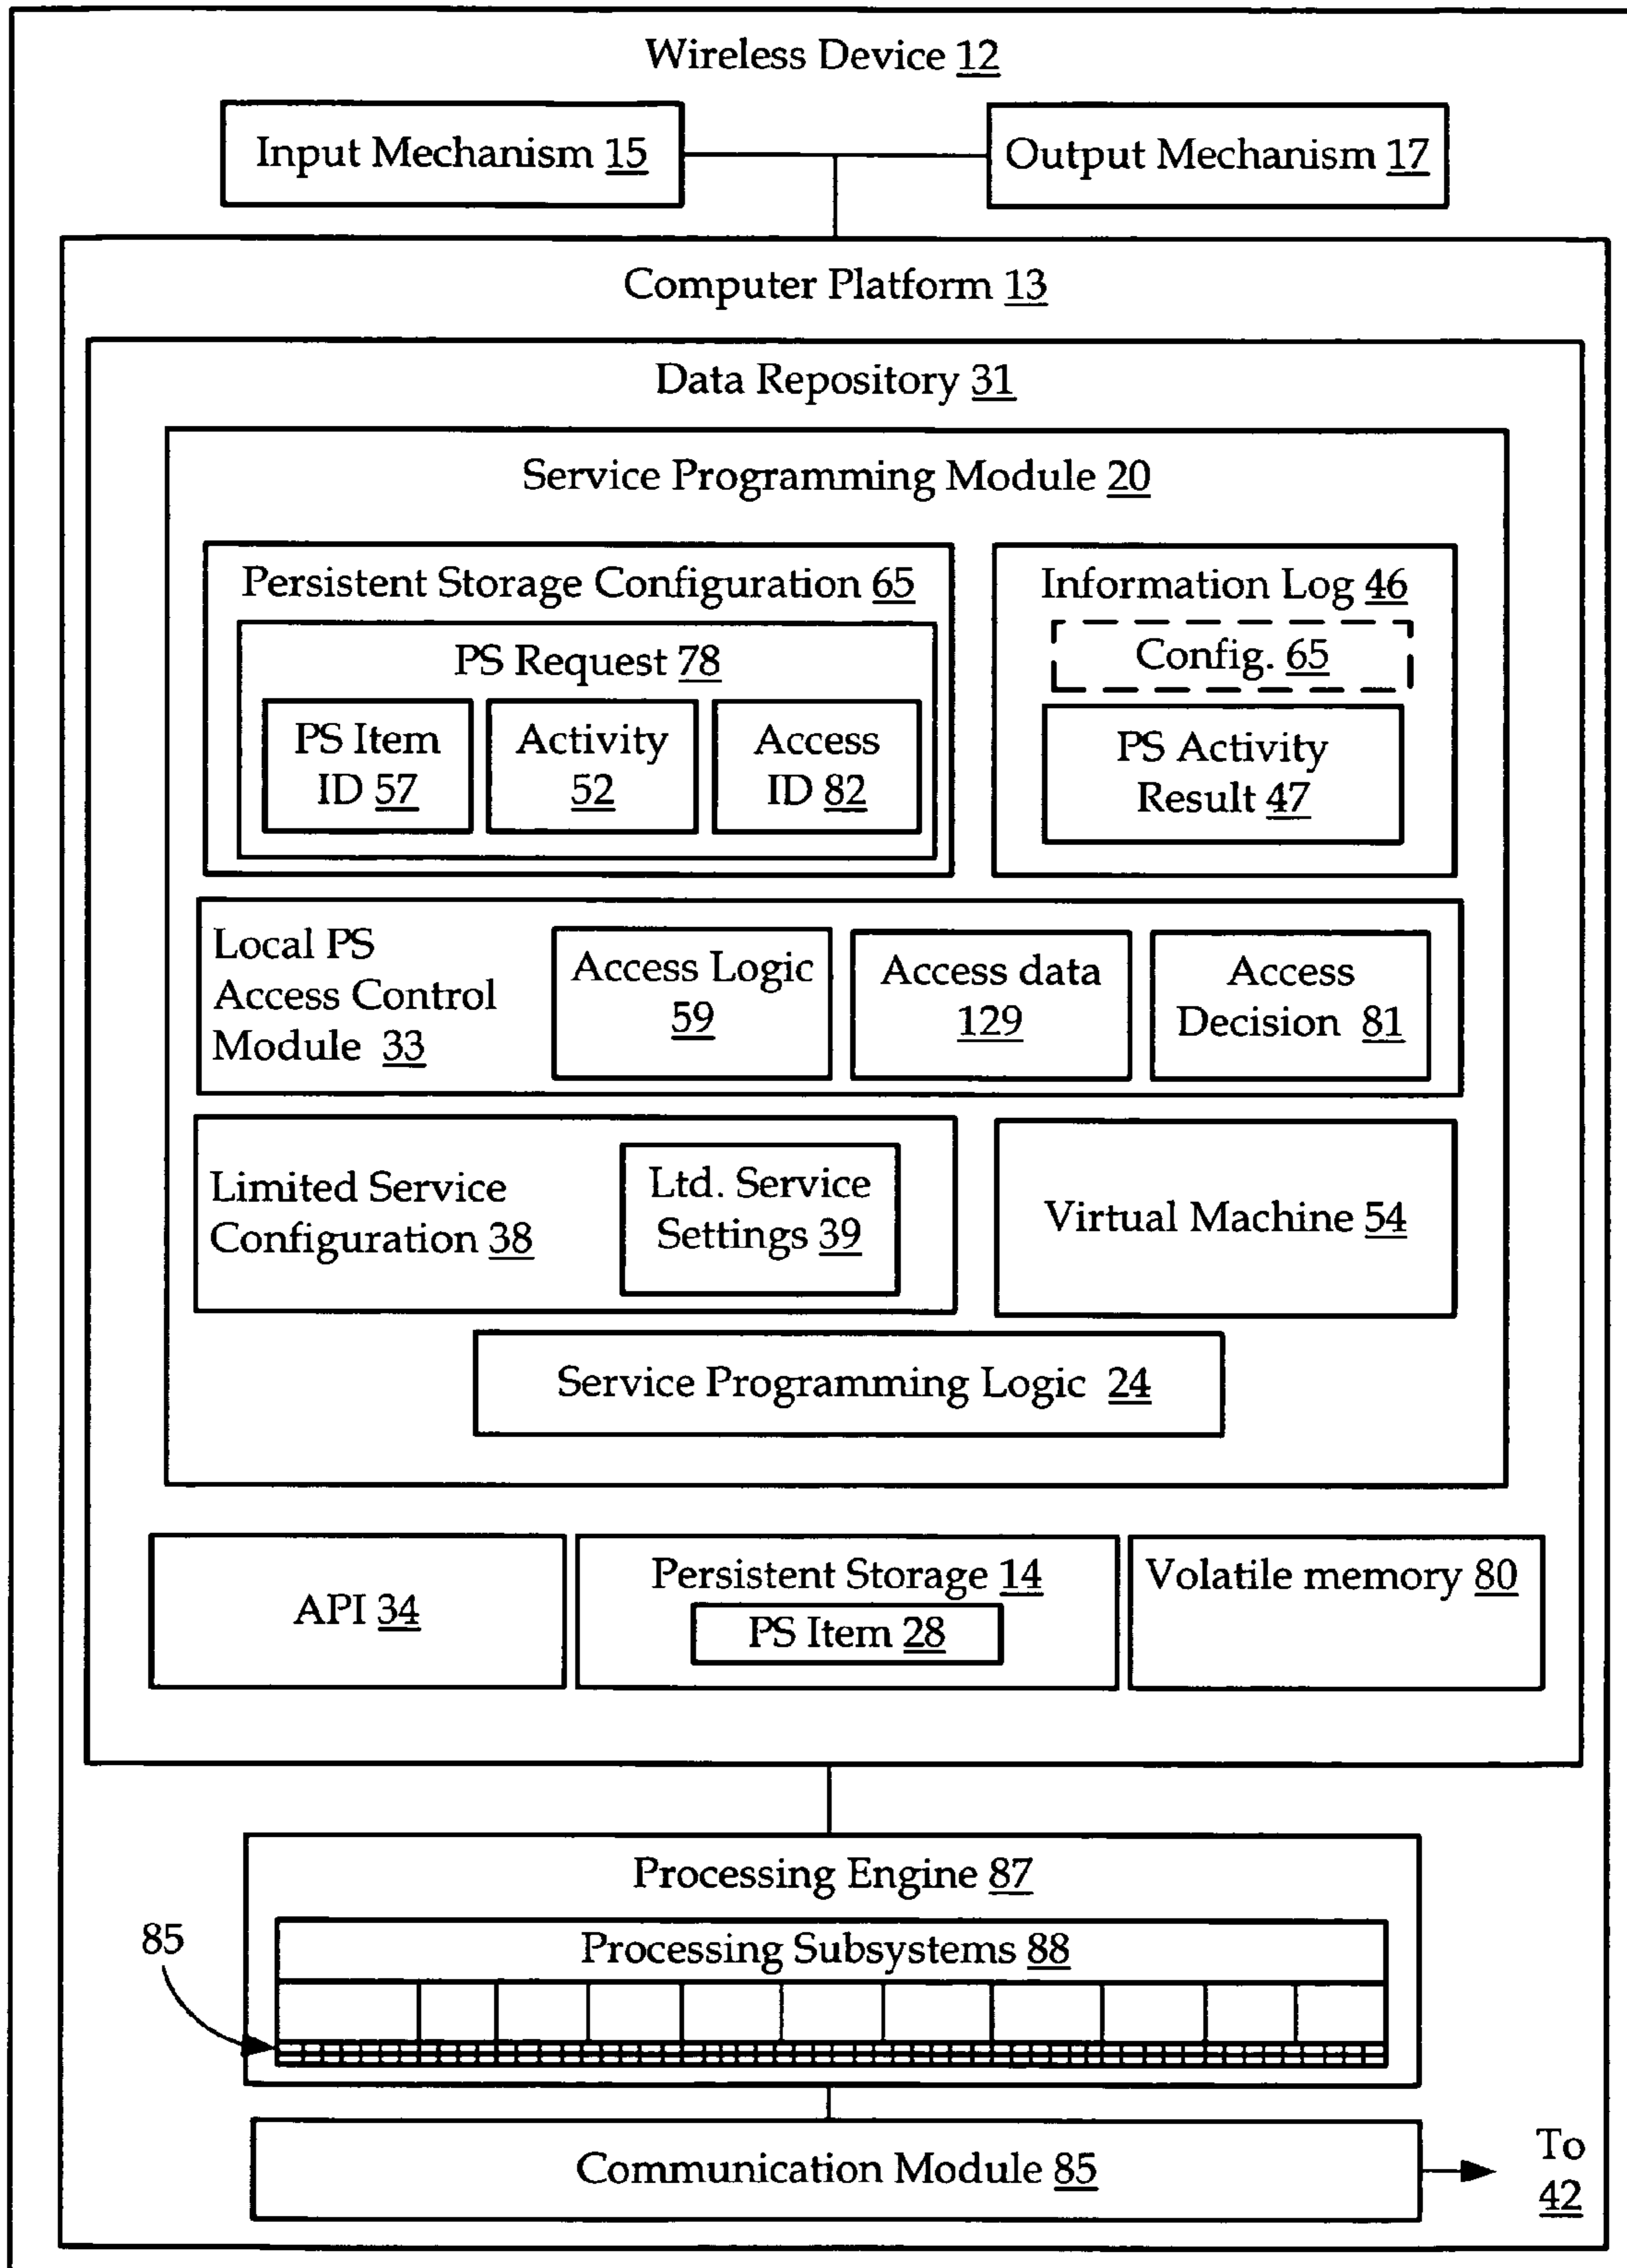 Wireless Device 12
Input Mechanism 15
Output Mechanism 17
Computer Platform 13
Data Repository 31
Service Programming Module 20
Persistent Storage Configuration 65
PS Request 78
PS Item
ID 57
Activity
52
Access
ID 82
Information Log 46
Config. 65
PS Activity
Result 47
Local PS
Access Control
Module 33
Access Logic
59
Access data
129
Access
Decision 81
Limited Service
Configuration 38
Ltd. Service
Settings 39
Virtual Machine 54
Service Programming Logic 24
API 34
Persistent Storage 14
PS Item 28
Volatile memory 80
Processing Engine 87
85
Processing Subsystems 88
Communication Module 85
To
42